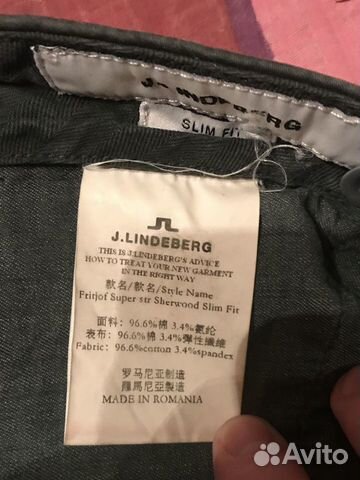 J. LINDEBERG
SLIM FIT
J.LINDEBERG
THIS IS J.LINDEBERG'S ADVICE
HOW TO TREAT YOUR NEW GARMENT
IN THE RIGHT WAY
款名/款名/Style Name
Fritjof Super str Sherwood Slim Fit
面料：96.6%棉 3.4%氨纶
表布：96.6%棉 3.4%弹性纖維
Fabric: 96.6%cotton 3.4%spandex
罗马尼亚制造
羅馬尼亞製造
MADE IN ROMANIA
Avito